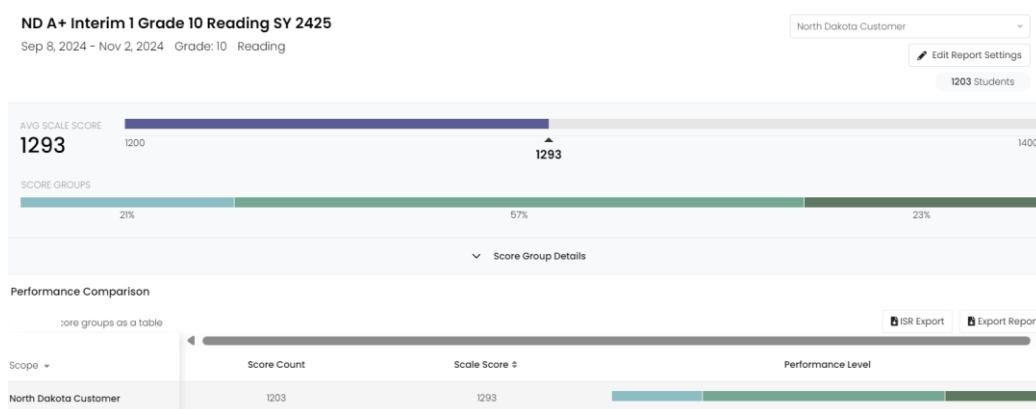 ND A+ Interim 1 Grade 10 Reading SY 2425
North Dakota Customer
Sep 8, 2024 - Nov 2, 2024 Grade: 10 Reading
Edit Report Settings
1203 Students
AVG SCALE SCORE
1293
1200
1293
1400
SCORE GROUPS
21%
57%
23%
Score Group Details
Performance Comparison
core groups as a table
ISR Export
Export Repor
Scope
Score Count
Scale Score
Performance Level
North Dakota Customer
1203
1293